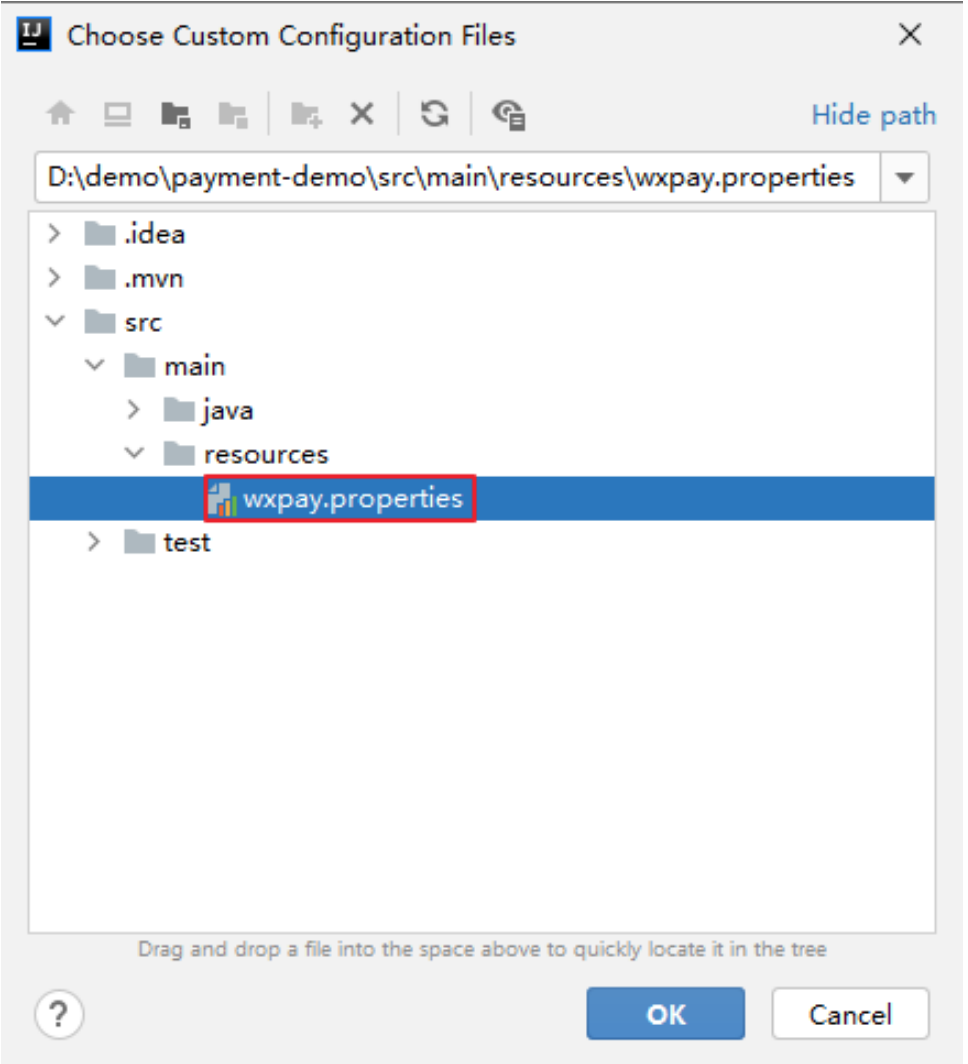 IJ Choose Custom Configuration Files
Hide path
D:\demo\payment-demo\src\main\resources\wxpay.properties
.idea
.mvn
src
main
java
resources
wxpay.properties
test
Drag and drop a file into the space above to quickly locate it in the tree
? OK Cancel